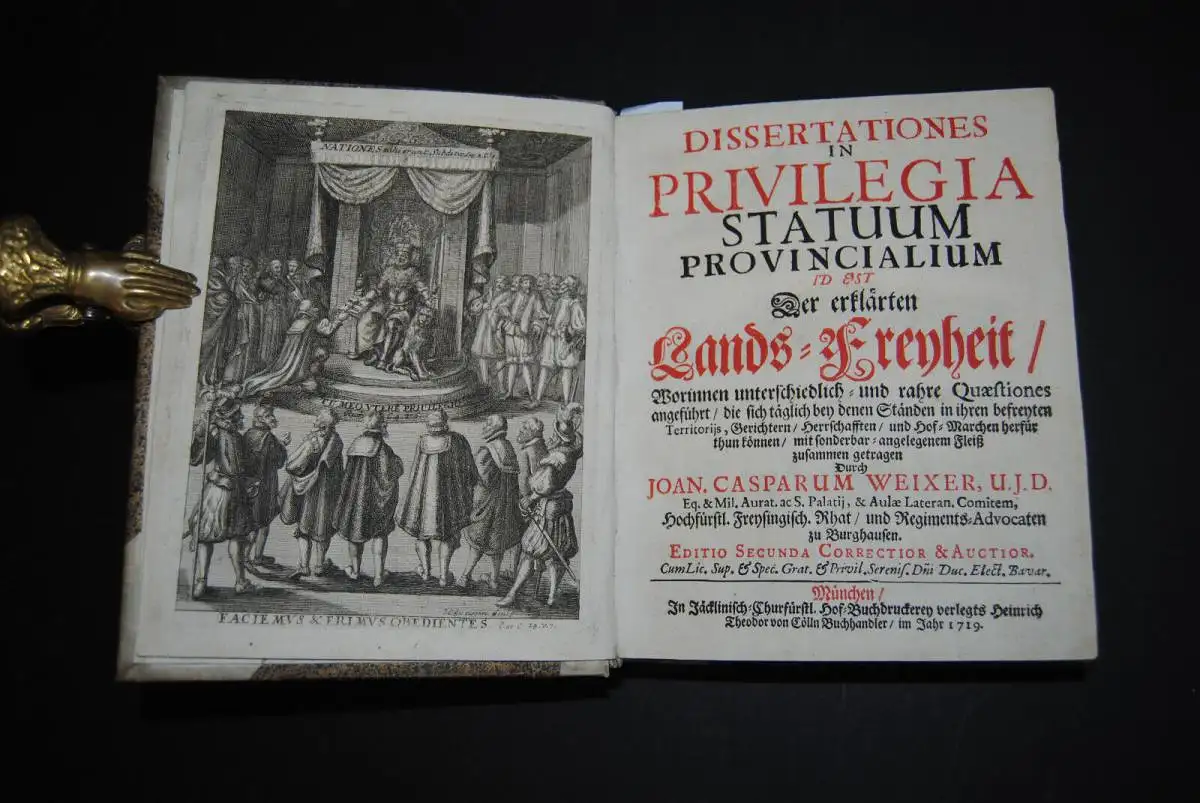 NATIONES
FACIEMUS & ERIMUS OBEDIENTES
DISSERTATIONES
IN
PRIVILEGIA
STATUUM
PROVINCIALIUM
ID EST
Der erklärten
Lands-Freyheit /
Worinnen unterschiedlich- und rahre Quæstiones
angeführt / die sich täglich bey denen Ständen in ihren befreyten
Territorijs, Gerichtern / Herrschafften / und Hof-Marchen herfür
thun können / mit sonderbar-angelegenem Fleiß
zusammen getragen
Durch
JOAN. CASPARUM WEIXER, U.J.D.
Eq. & Mil. Aurat. ac S. Palatij, & Aulæ Lateran. Comitem,
Hochfürstl. Freysingisch. Rhat / und Regiments-Advocaten
zu Burghausen.
EDITIO SECUNDA CORRECTIOR & AUCTIOR.
Cum Lic. Sup. & Spec. Grat. & Privil. Sereniſ. Dñi Duc. Elect. Bavar.
München /
In Jäcklinisch-Churfürstl. Hof-Buchdruckerey verlegts Heinrich
Theodor von Cölln Buchhandler / im Jahr 1719.